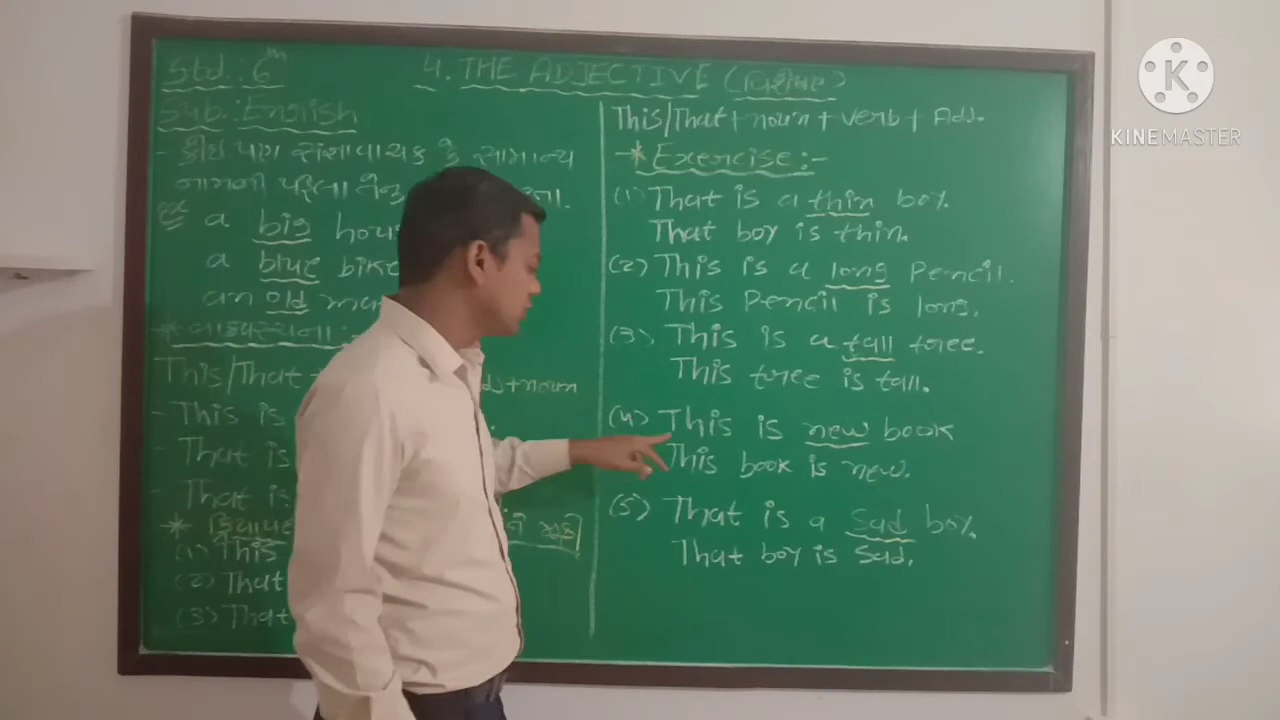 Std.: 6th
4. THE ADJECTIVE (વિશેષણ)
Sub.: English
- કોઈ પણ સંજ્ઞાવાચક કે સામાન્ય
નામની પહેલા
a big
a blue bike
an old
* વાક્યરચના:
This/That + noun
- This is
- That is
- That is
*
(1) This
(2) That
(3) That
This/That + noun + verb + Adj.
-* Exercise:-
(1) That is a thin boy.
That boy is thin.
(2) This is a long Pencil.
This Pencil is long.
(3) This is a tall tree.
This tree is tall.
(4) This is new book
This book is new.
(5) That is a Sad boy.
That boy is Sad.
K
KINEMASTER